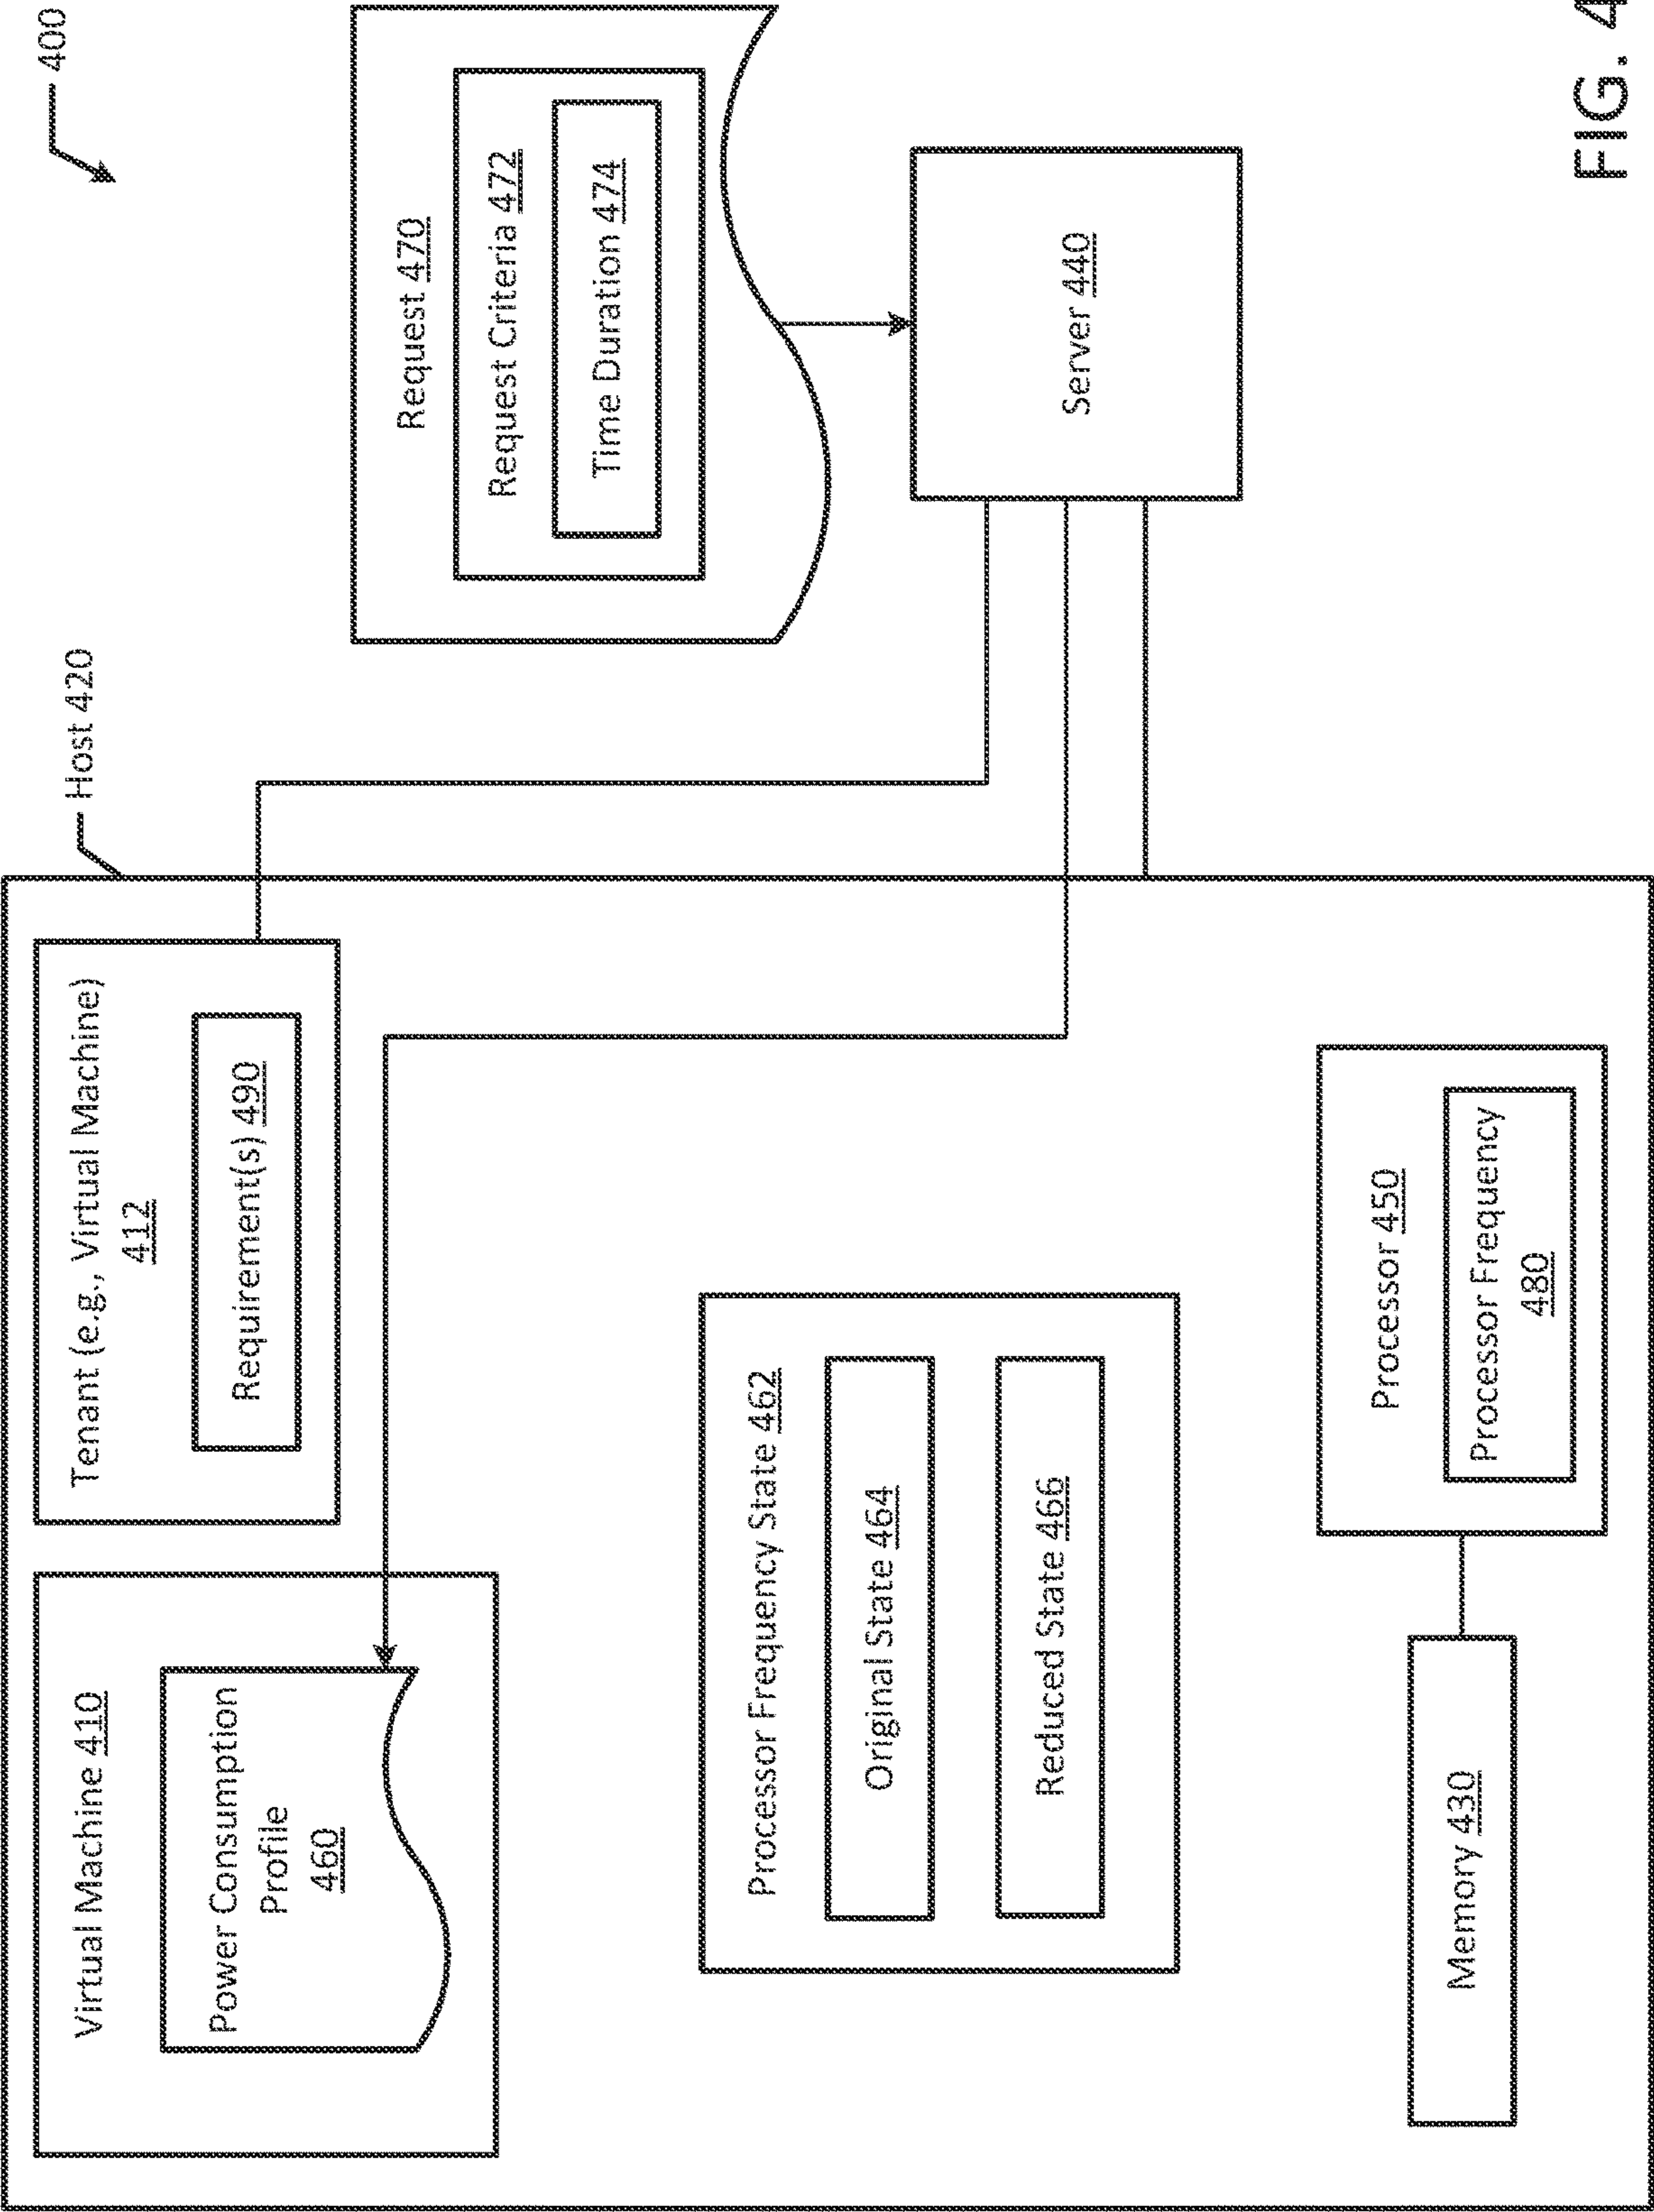 400
Host 420
Virtual Machine 410
Power Consumption
Profile
460
Tenant (e.g., Virtual Machine)
412
Requirement(s) 490
Request 470
Request Criteria 472
Time Duration 474
Processor Frequency State 462
Original State 464
Reduced State 466
Server 440
Memory 430
Processor 450
Processor Frequency
480
FIG. 4